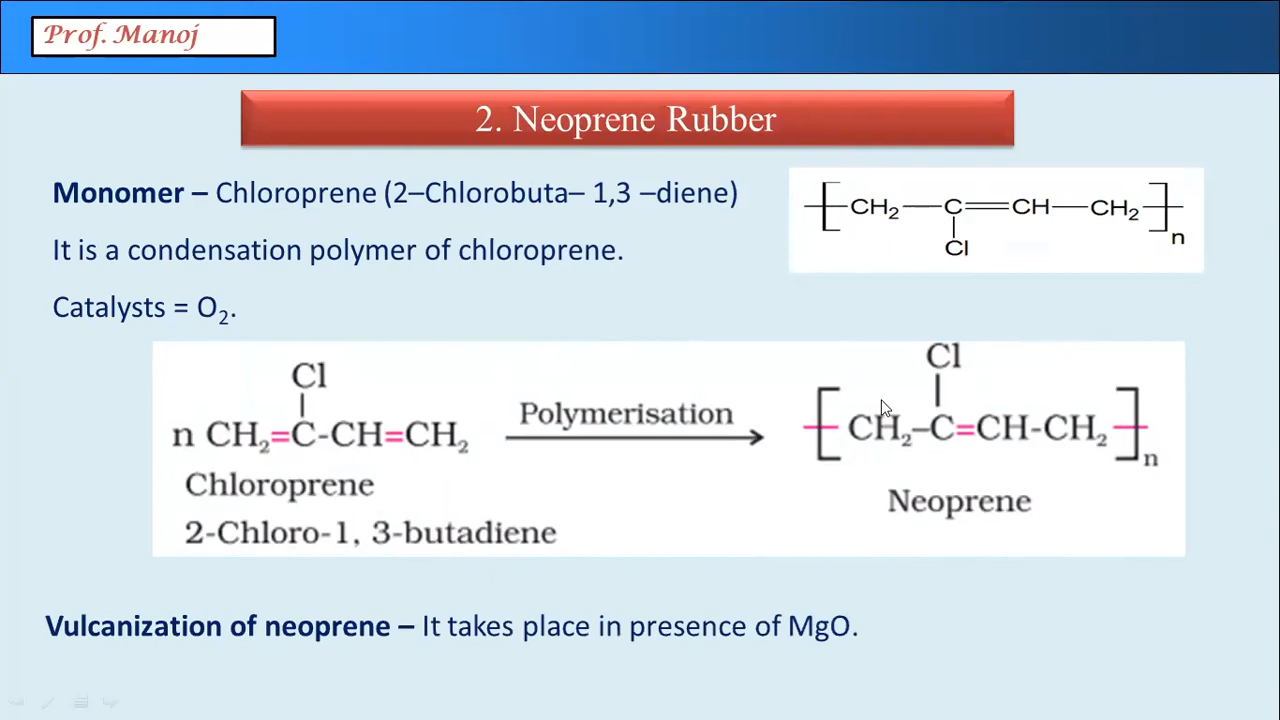 Prof. Manoj
2. Neoprene Rubber
Monomer – Chloroprene (2–Chlorobuta– 1,3 –diene)
It is a condensation polymer of chloroprene.
Catalysts = O₂.
[CH₂—C=CH—CH₂]n
Cl
Cl
n CH₂=C-CH=CH₂
Chloroprene
2-Chloro-1, 3-butadiene
Polymerisation
Cl
[CH₂–C=CH-CH₂]n
Neoprene
Vulcanization of neoprene – It takes place in presence of MgO.